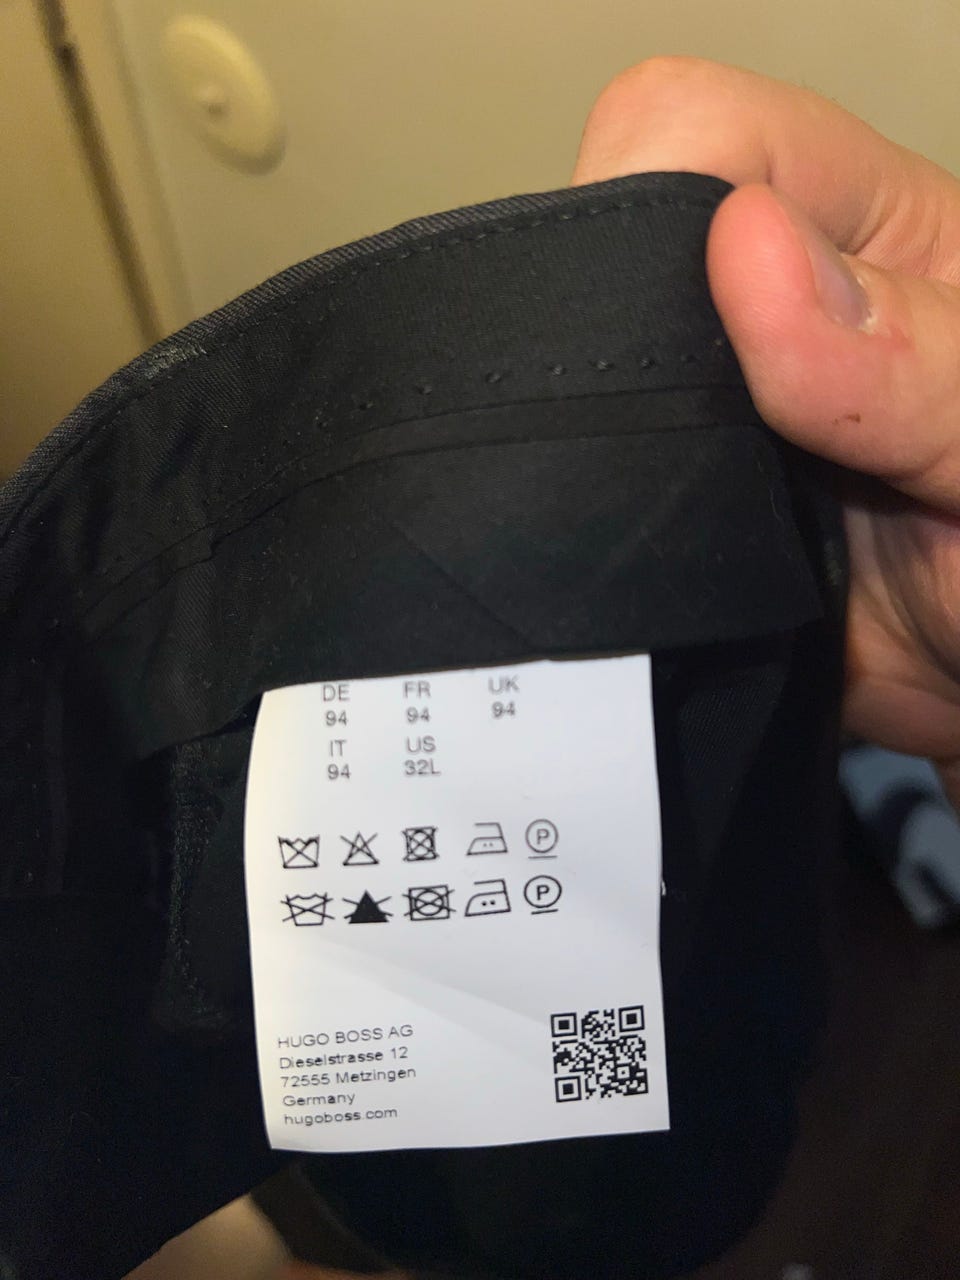 DE FR UK
94 94 94
IT US
94 32L
P
P
HUGO BOSS AG
Dieselstrasse 12
72555 Metzingen
Germany
hugoboss.com